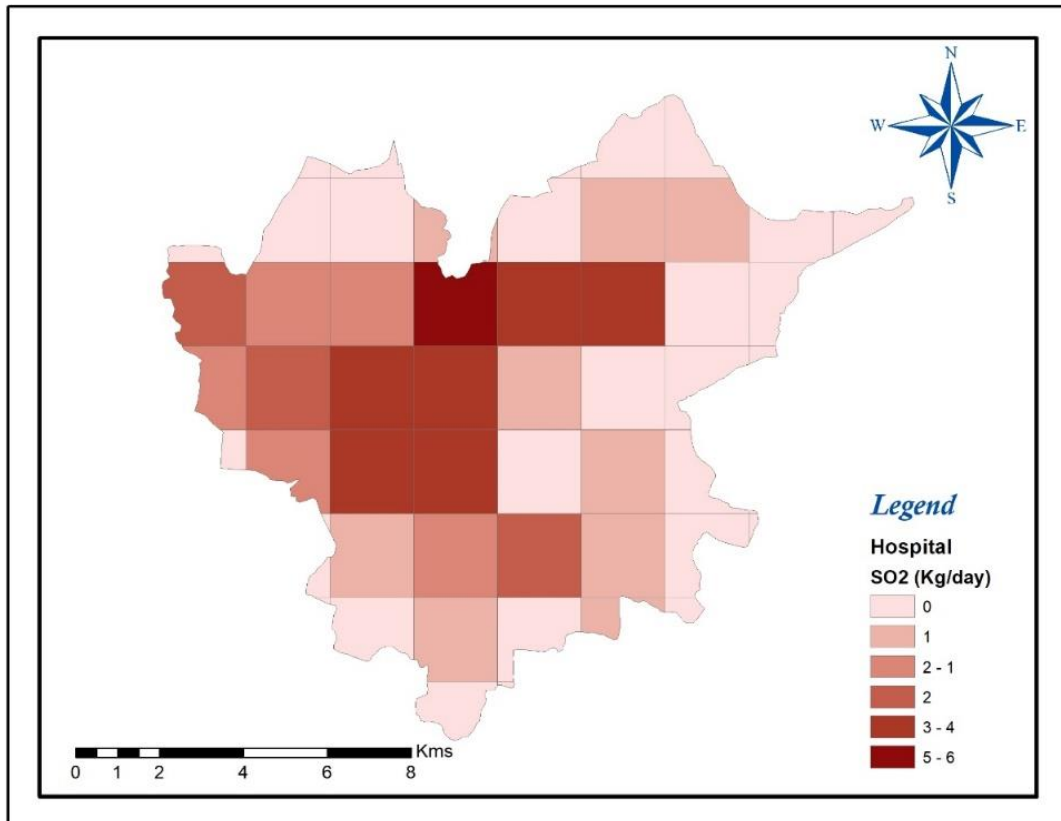 N
W E
S
Legend
Hospital
SO2 (Kg/day)
0
1
2 - 1
2
3 - 4
5 - 6
Kms
0 1 2 4 6 8